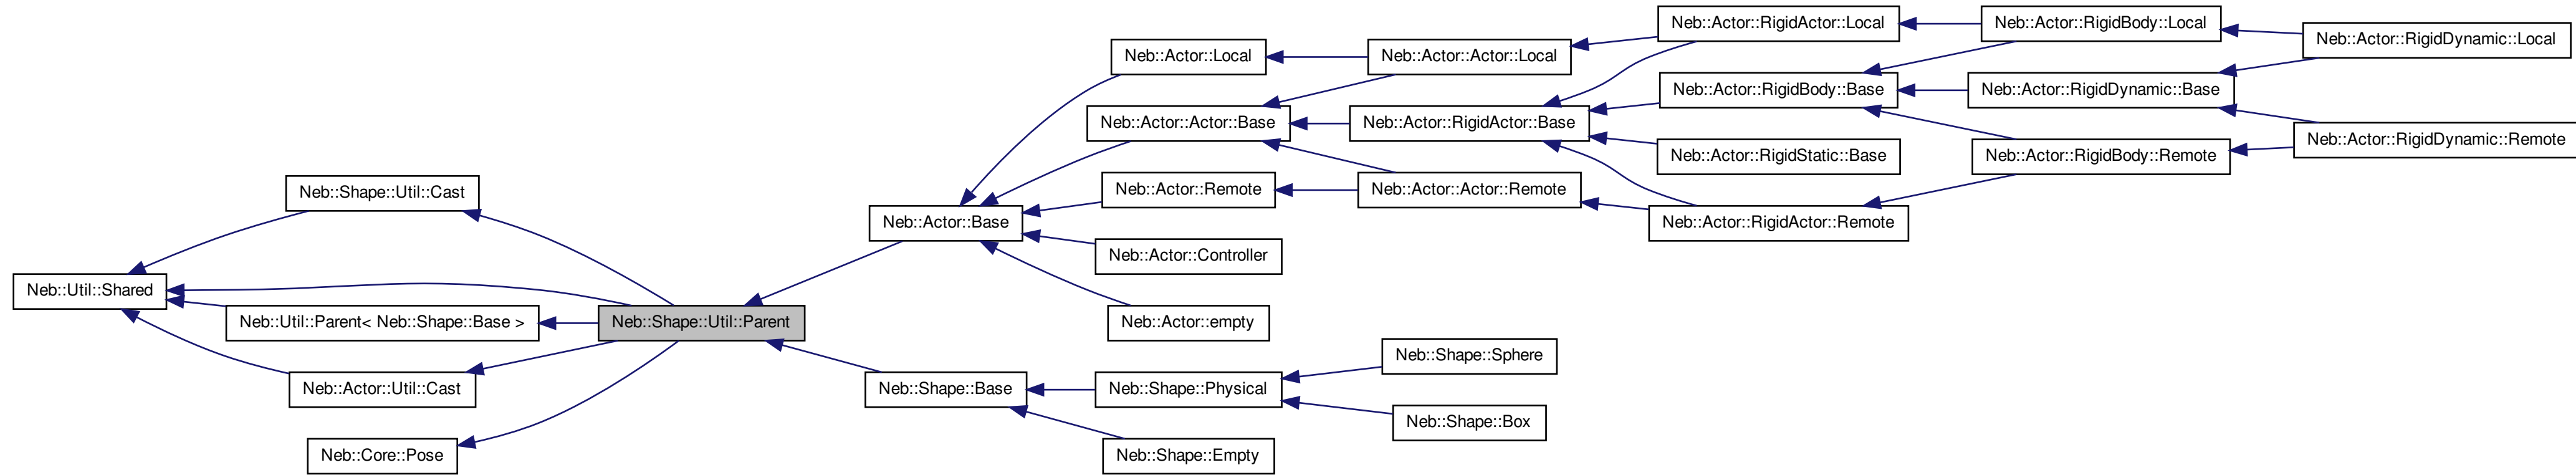 Neb::Util::Shared
Neb::Shape::Util::Cast
Neb::Util::Parent< Neb::Shape::Base >
Neb::Actor::Util::Cast
Neb::Core::Pose
Neb::Shape::Util::Parent
Neb::Actor::Base
Neb::Shape::Base
Neb::Actor::Local
Neb::Actor::Actor::Base
Neb::Actor::Remote
Neb::Actor::Controller
Neb::Actor::empty
Neb::Shape::Physical
Neb::Shape::Empty
Neb::Actor::Actor::Local
Neb::Actor::RigidActor::Base
Neb::Actor::Actor::Remote
Neb::Shape::Sphere
Neb::Shape::Box
Neb::Actor::RigidActor::Local
Neb::Actor::RigidBody::Base
Neb::Actor::RigidStatic::Base
Neb::Actor::RigidActor::Remote
Neb::Actor::RigidBody::Local
Neb::Actor::RigidDynamic::Base
Neb::Actor::RigidBody::Remote
Neb::Actor::RigidDynamic::Local
Neb::Actor::RigidDynamic::Remote